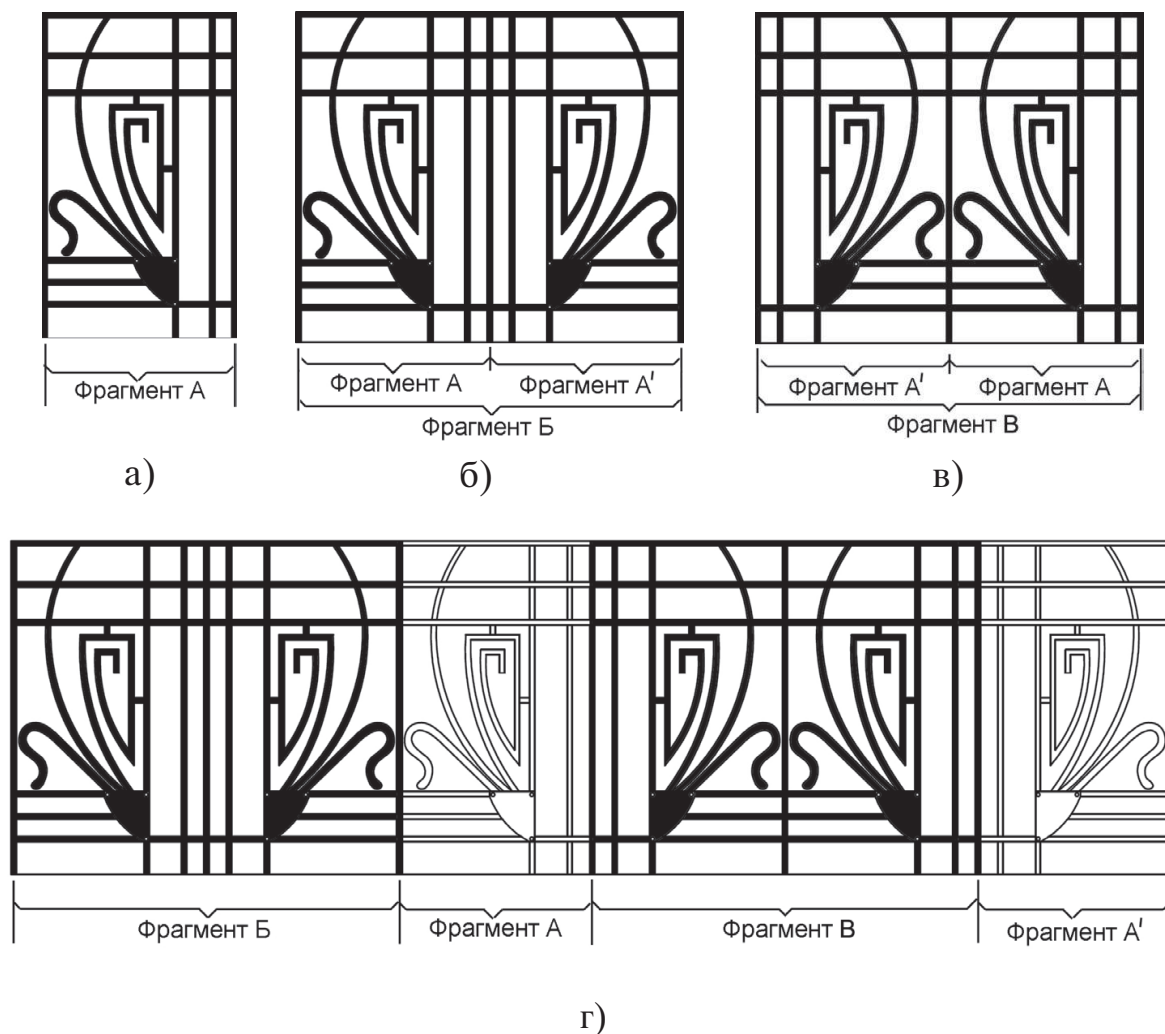 Фрагмент А
а)
Фрагмент А Фрагмент А'
Фрагмент Б
б)
Фрагмент А' Фрагмент А
Фрагмент В
в)
Фрагмент Б Фрагмент А Фрагмент В Фрагмент А'
г)